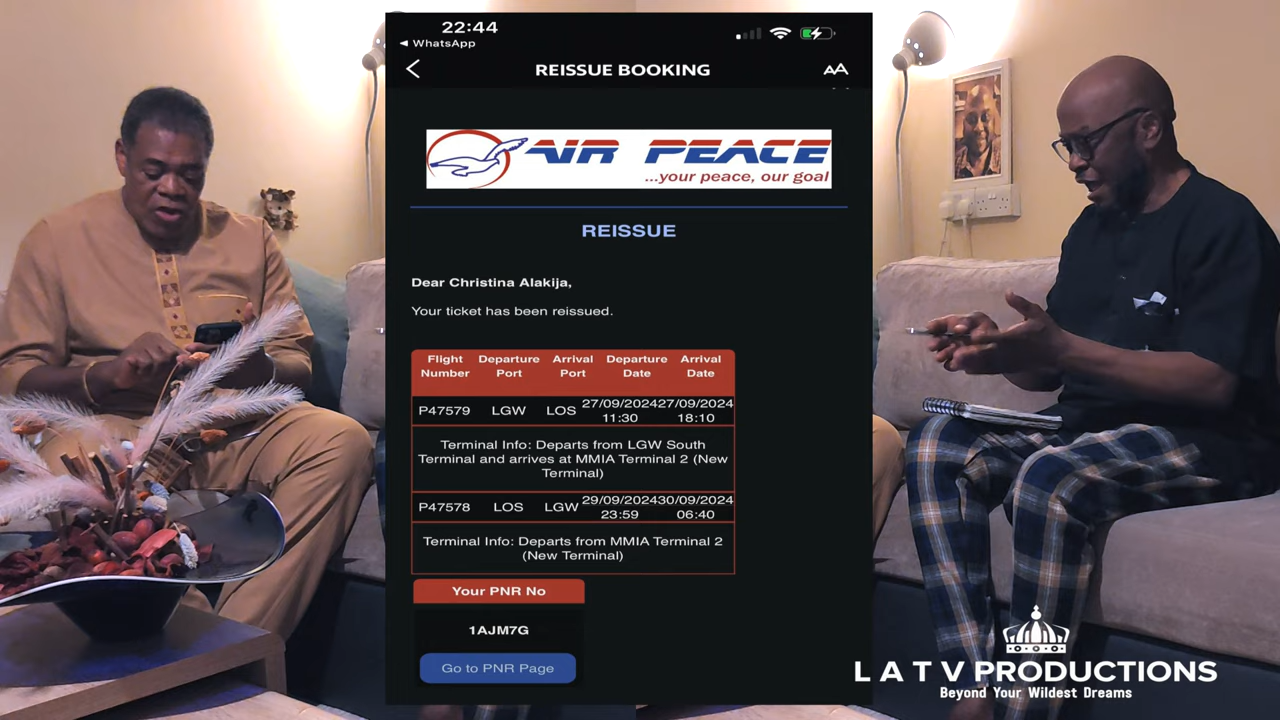 22:44
WhatsApp
REISSUE BOOKING
AA
AIR PEACE
...your peace, our goal
REISSUE
Dear Christina Alakija,
Your ticket has been reissued.
Flight Number Departure Port Arrival Port Departure Date Arrival Date
P47579 LGW LOS 27/09/2024 11:30 27/09/2024 18:10
Terminal Info: Departs from LGW South
Terminal and arrives at MMIA Terminal 2 (New
Terminal)
P47578 LOS LGW 29/09/2024 23:59 30/09/2024 06:40
Terminal Info: Departs from MMIA Terminal 2
(New Terminal)
Your PNR No
1AJM7G
Go to PNR Page
LATV PRODUCTIONS
Beyond Your Wildest Dreams